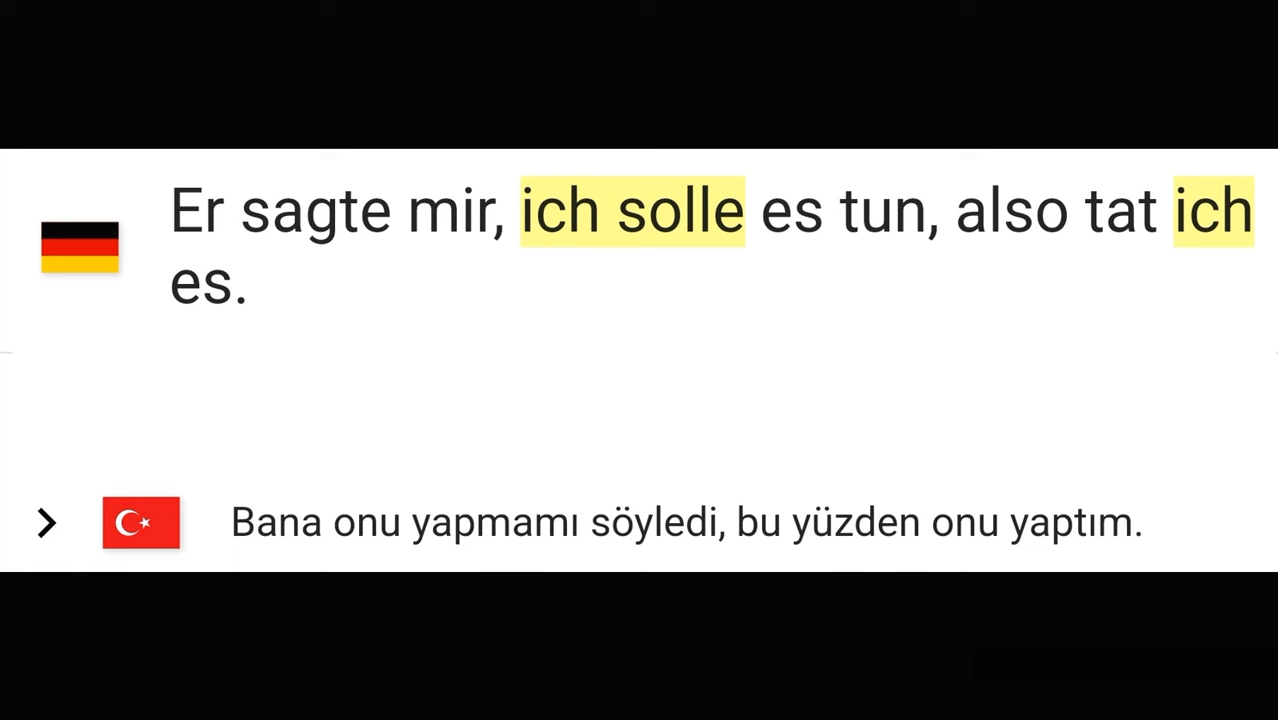 Er sagte mir, ich solle es tun, also tat ich
es.
Bana onu yapmamı söyledi, bu yüzden onu yaptım.